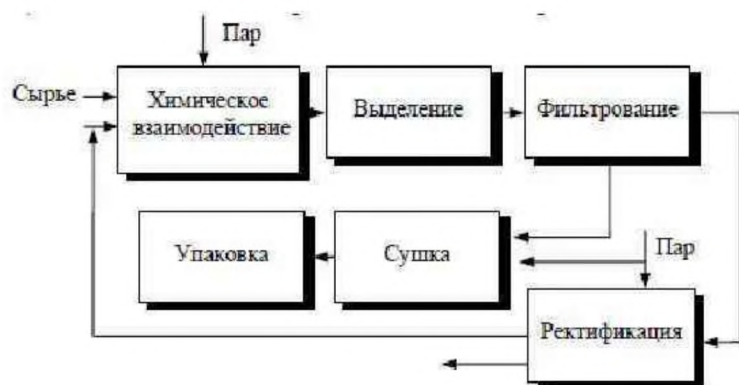 Пар
Сырье
Химическое
взаимодействие
Выделение
Фильтрование
Упаковка
Сушка
Пар
Ректификация